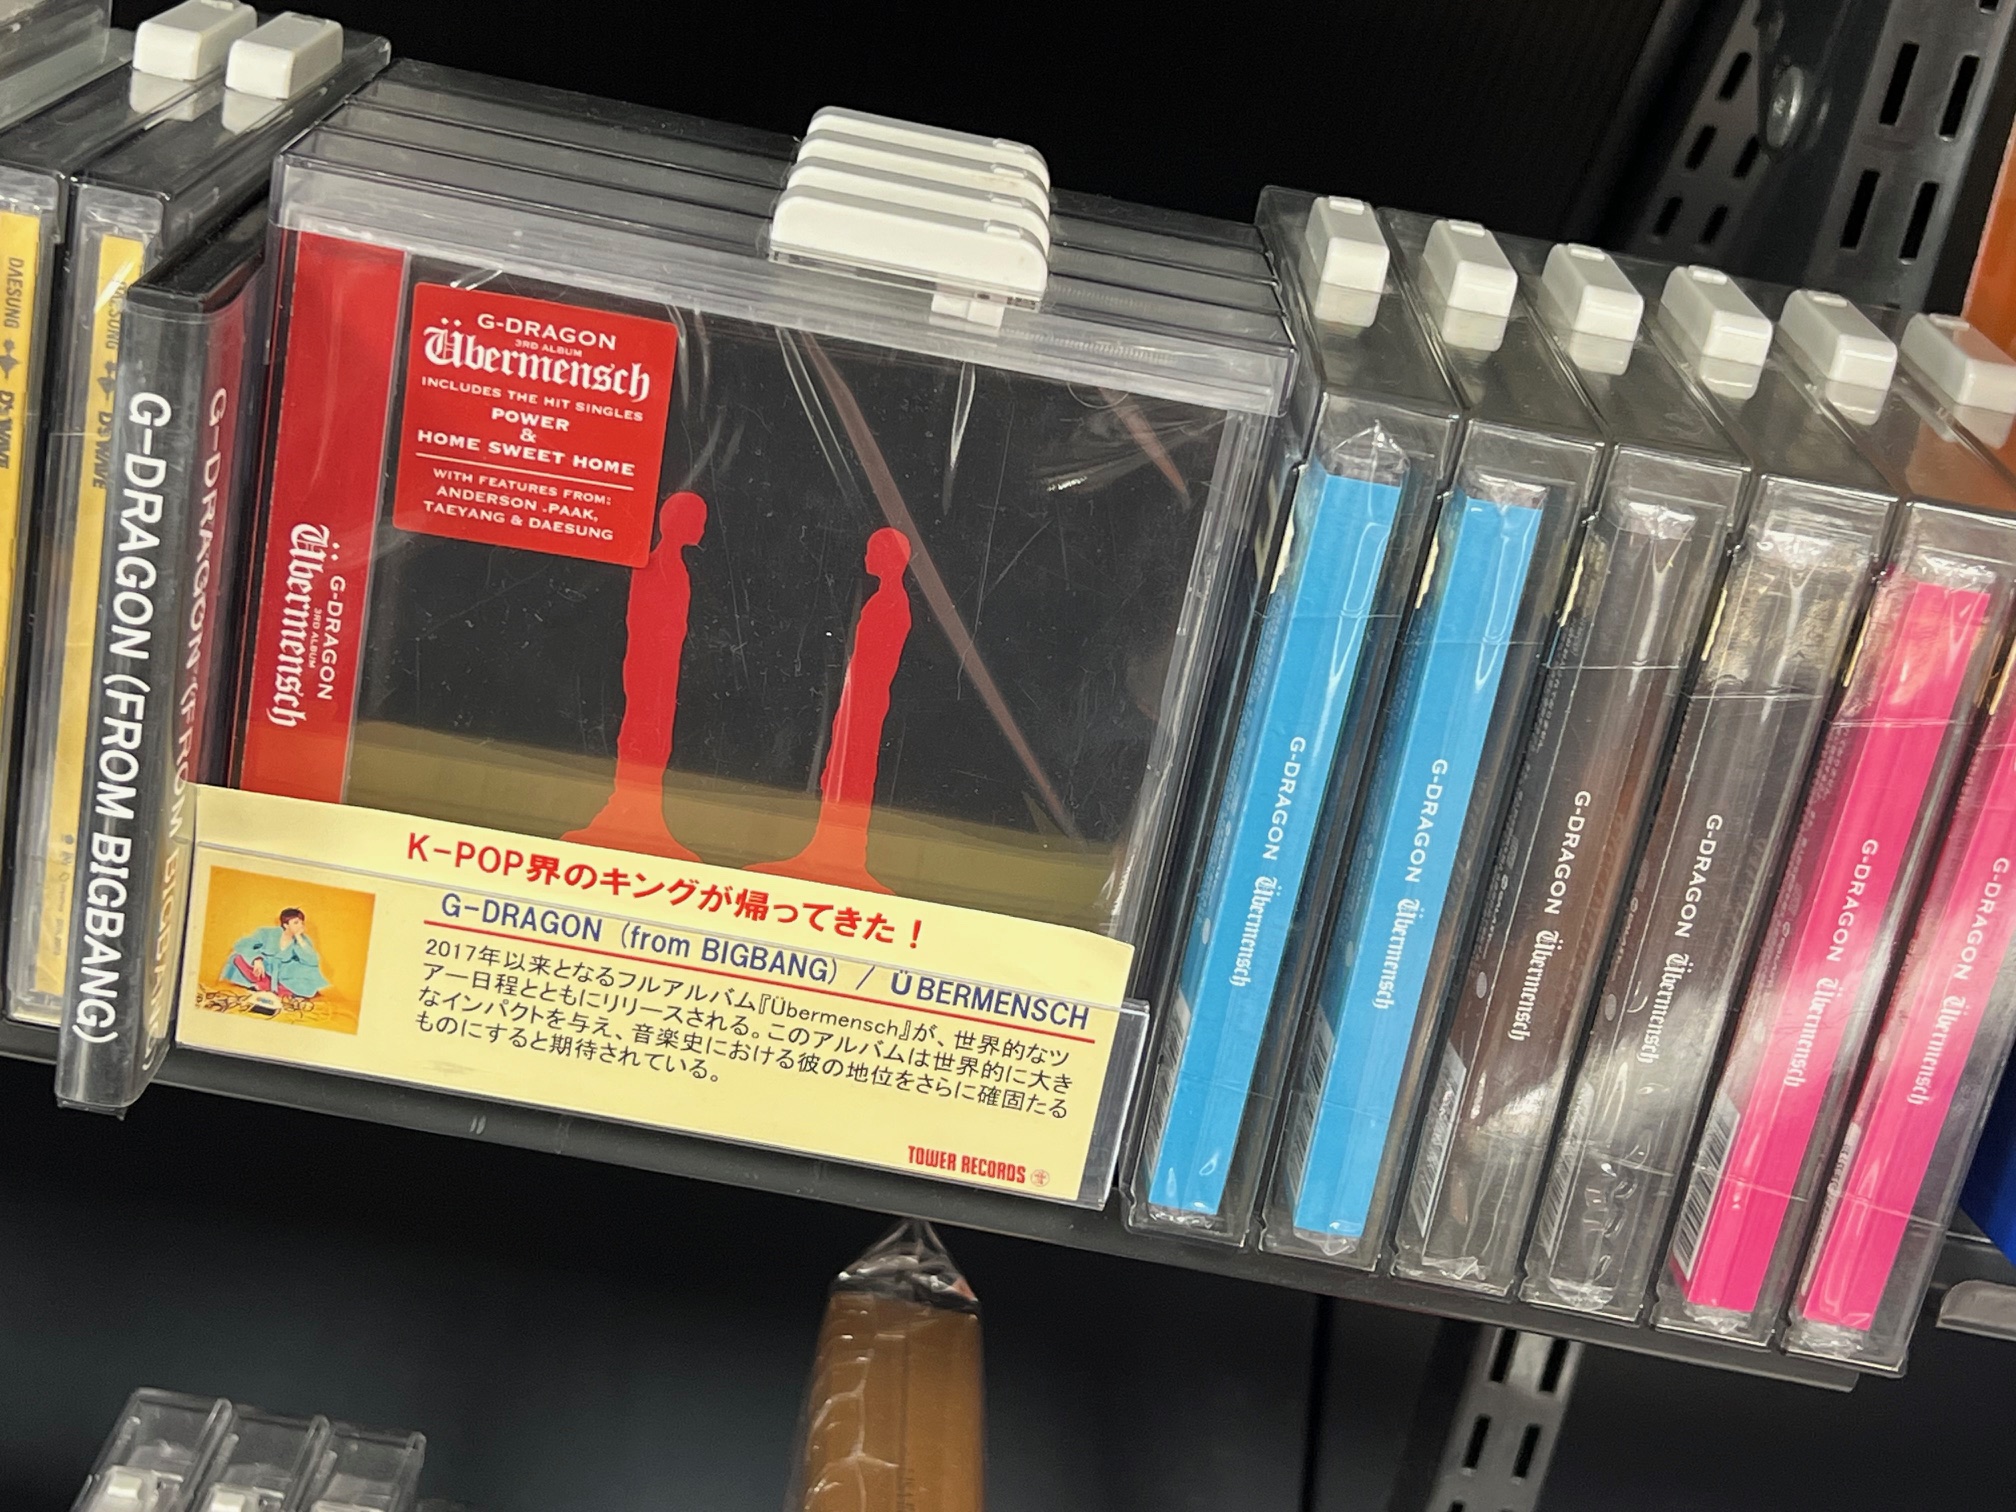 DAESUNG
D's WAVE
DAESUNG
D's WAVE
G-DRAGON (FROM BIGBANG)
G-DRAGON (FROM BIGBANG)
G-DRAGON
3RD ALBUM
Übermensch
G-DRAGON
3RD ALBUM
Übermensch
INCLUDES THE HIT SINGLES
POWER
&
HOME SWEET HOME
WITH FEATURES FROM:
ANDERSON .PAAK,
TAEYANG & DAESUNG
K-POP界のキングが帰ってきた！
G-DRAGON (from BIGBANG) / ÜBERMENSCH
2017年以来となるフルアルバム『Übermensch』が、世界的なツ
アー日程とともにリリースされる。このアルバムは世界的に大き
なインパクトを与え、音楽史における彼の地位をさらに確固たる
ものにすると期待されている。
TOWER RECORDS
G-DRAGON Übermensch
G-DRAGON Übermensch
G-DRAGON Übermensch
G-DRAGON Übermensch
G-DRAGON Übermensch
G-DRAGON Übermensch